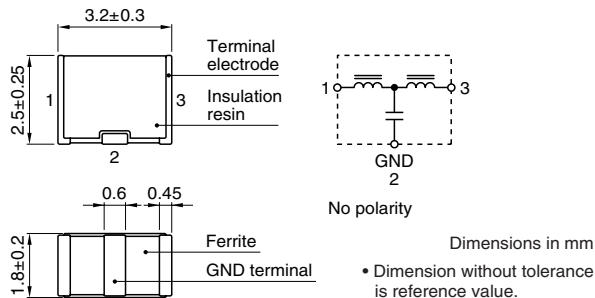 3.2±0.3
Terminal
electrode
2.5±0.25
1
3
Insulation
resin
2
1
3
GND
2
No polarity
0.6
0.45
1.8±0.2
Ferrite
GND terminal
Dimensions in mm
• Dimension without tolerance
is reference value.